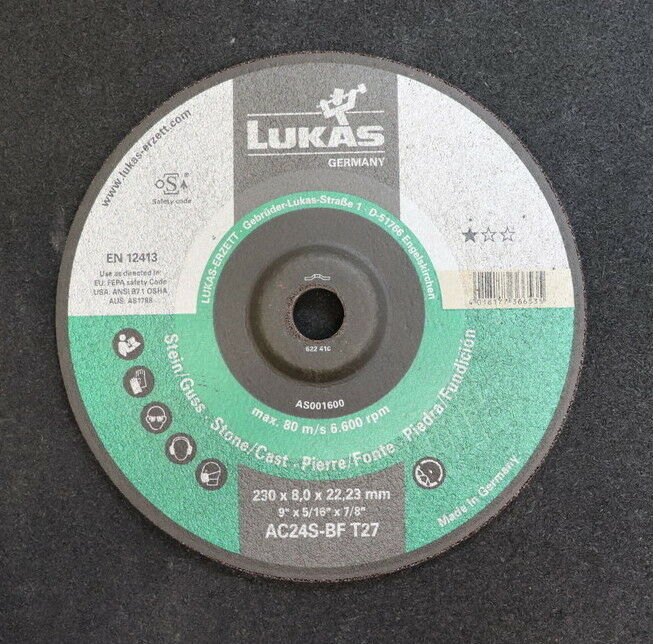 LUKAS
GERMANY
www.lukas-erzett.com
oSa
Safety code
LUKAS-ERZETT · Gebrüder-Lukas-Straße 1 · D-51766 Engelskirchen
EN 12413
Use as directed in:
EU: FEPA safety Code
USA: ANSI B7.1 OSHA
AUS: AS1788
622 416
AS001600
max. 80 m/s 6.600 rpm
Stein/Guss · Stone/Cast · Pierre/Fonte · Piedra/Fundición
230 x 8,0 x 22,23 mm
9" x 5/16" x 7/8"
AC24S-BF T27
Made in Germany